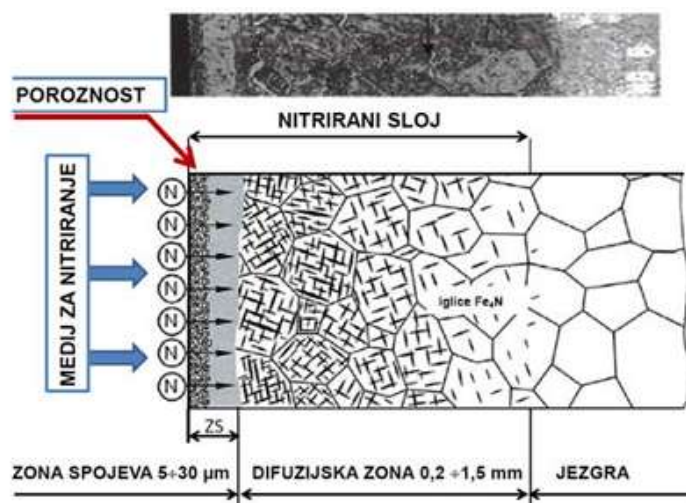 POROZNOST
NITRIRANI SLOJ
MEDIJ ZA NITRIRANJE
N
N
N
N
N
N
N
iglice Fe₄N
ZS
ZONA SPOJEVA 5÷30 µm
DIFUZIJSKA ZONA 0,2 ÷1,5 mm
JEZGRA